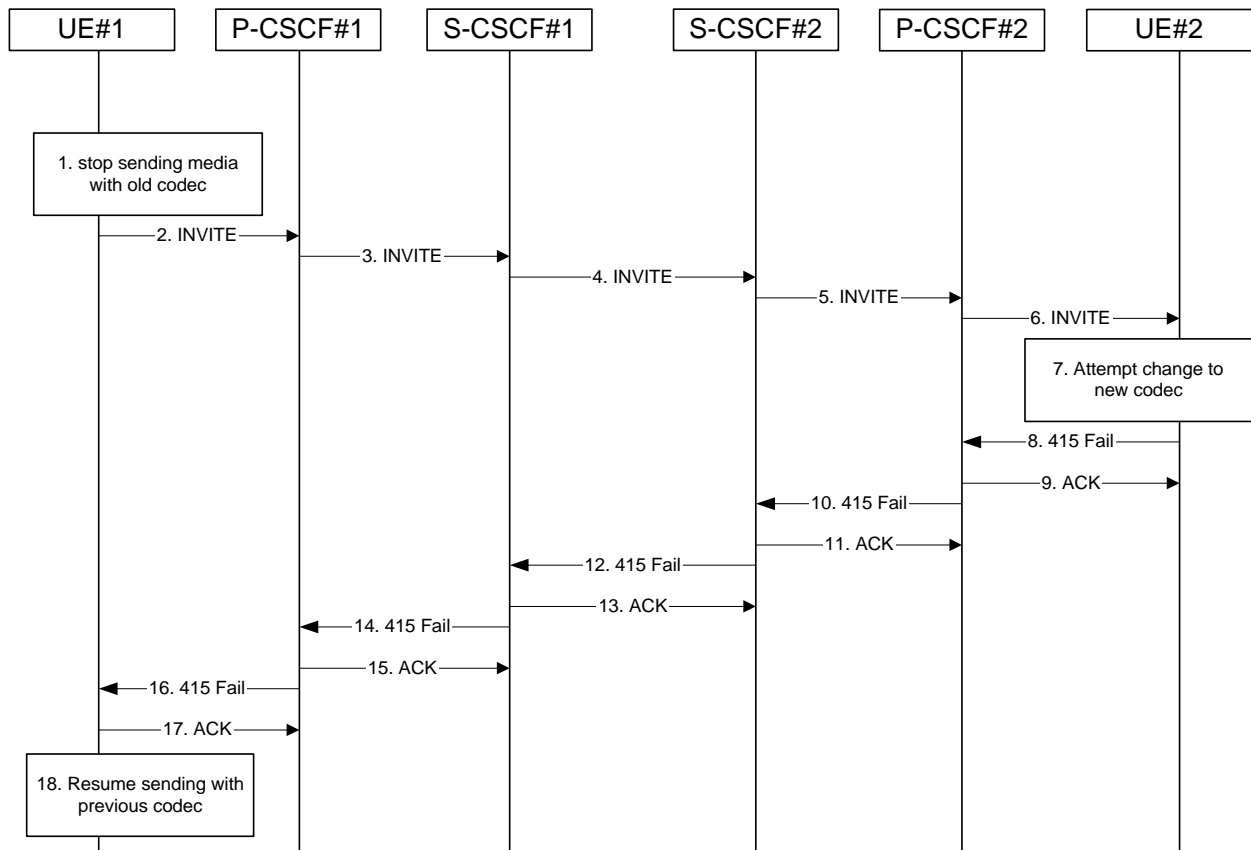 UE#1
P-CSCF#1
S-CSCF#1
S-CSCF#2
P-CSCF#2
UE#2
1. stop sending media
with old codec
2. INVITE
3. INVITE
4. INVITE
5. INVITE
6. INVITE
7. Attempt change to
new codec
8. 415 Fail
9. ACK
10. 415 Fail
11. ACK
12. 415 Fail
13. ACK
14. 415 Fail
15. ACK
16. 415 Fail
17. ACK
18. Resume sending with
previous codec